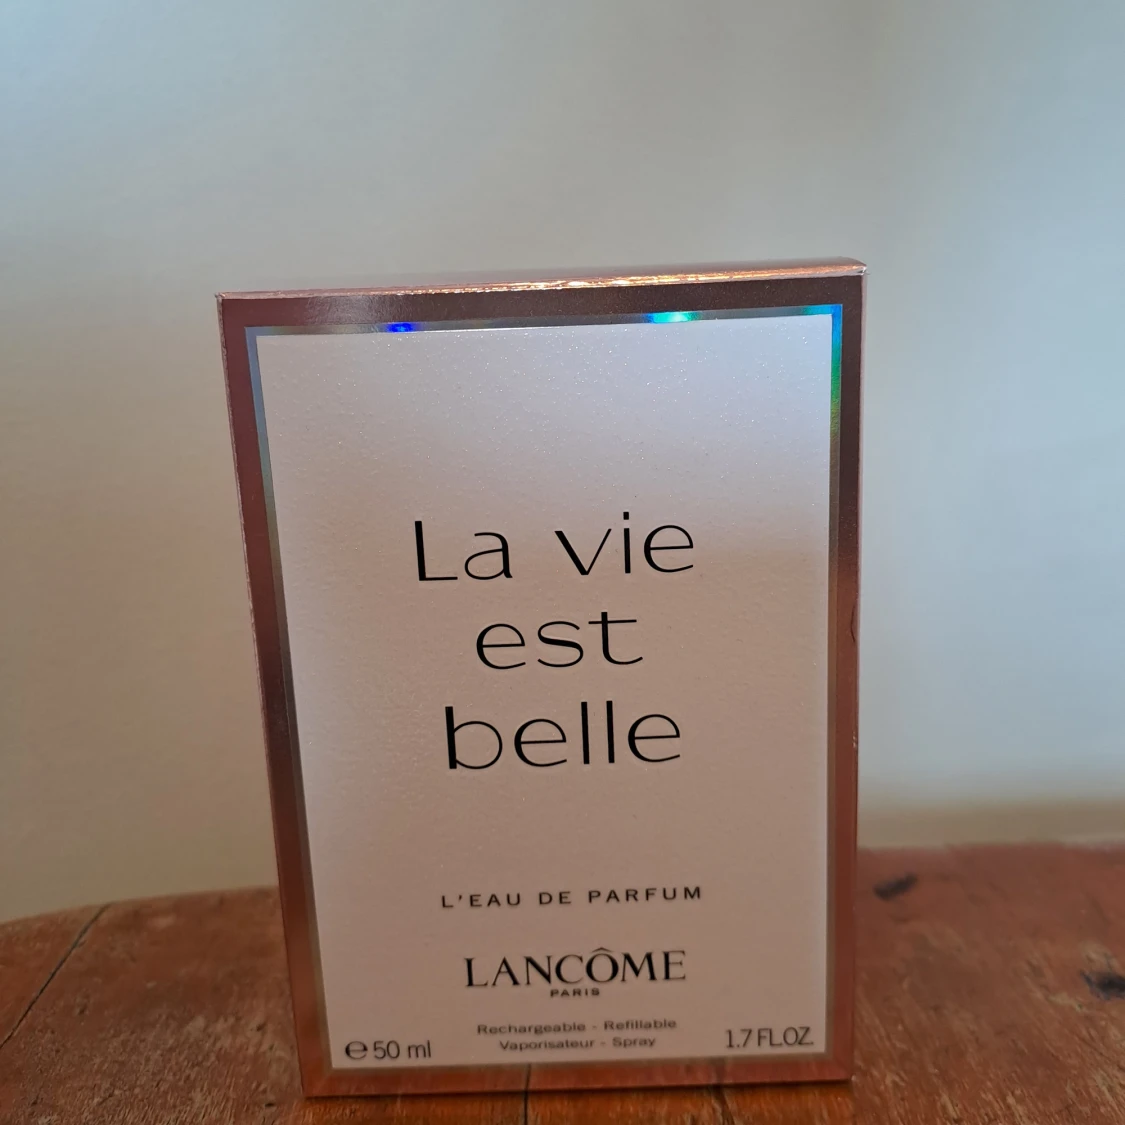 La vie
est
belle
L'EAU DE PARFUM
LANCÔME
PARIS
Rechargeable - Refillable
Vaporisateur - Spray
℮ 50 ml
1.7 FL.OZ.